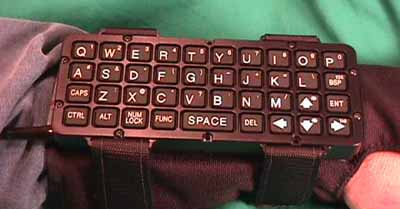 Q W E R T Y U I O P
A S D F G H J K L BSP
CAPS Z X C V B N M ENT
CTRL ALT NUM LOCK FUNC SPACE DEL